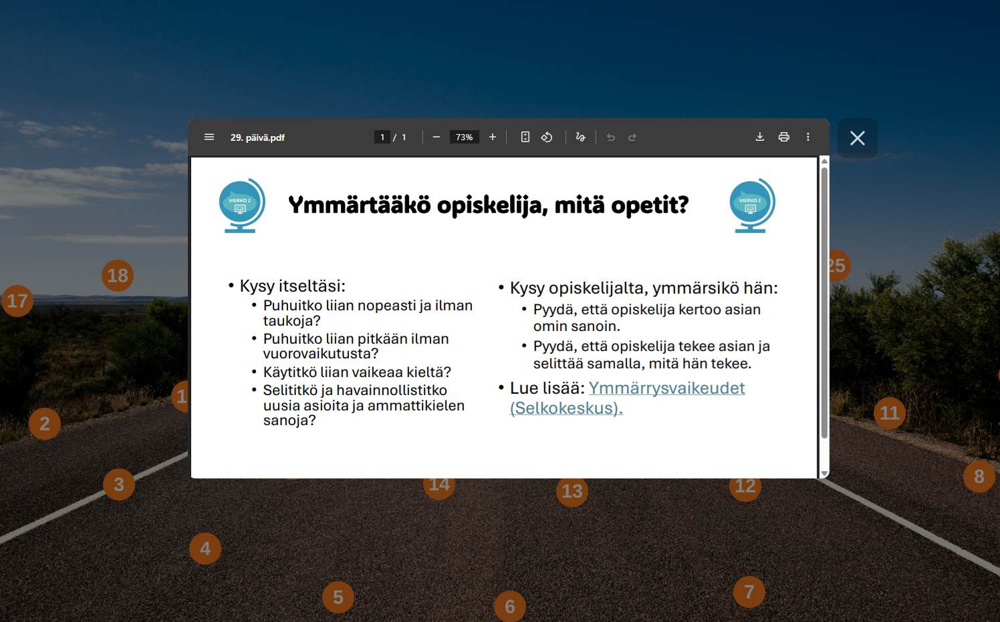 29. päivä.pdf
1 / 1
73%
VIERKO 2
Ymmärtääkö opiskelija, mitä opetit?
VIERKO 2
• Kysy itseltäsi:
• Puhuitko liian nopeasti ja ilman
taukoja?
• Puhuitko liian pitkään ilman
vuorovaikutusta?
• Käytitkö liian vaikeaa kieltä?
• Selititkö ja havainnollistitko
uusia asioita ja ammattikielen
sanoja?
• Kysy opiskelijalta, ymmärsikö hän:
• Pyydä, että opiskelija kertoo asian
omin sanoin.
• Pyydä, että opiskelija tekee asian ja
selittää samalla, mitä hän tekee.
• Lue lisää: Ymmärrysvaikeudet
(Selkokeskus).
18
17
25
2
11
3
14
13
12
8
4
5
6
7